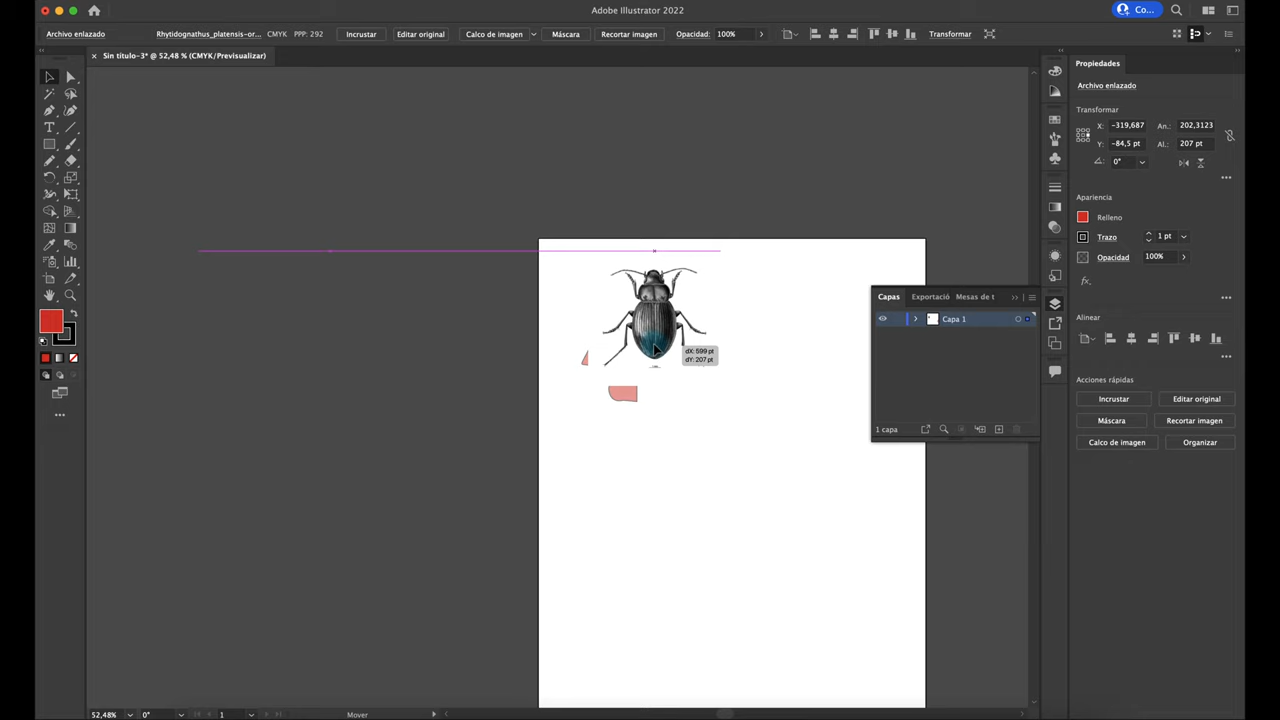 Adobe Illustrator 2022
Co...
Archivo enlazado
Rhytidognathus_platensis-or...
CMYK
PPP: 292
Incrustar
Editar original
Calco de imagen
Máscara
Recortar imagen
Opacidad:
100%
Transformar
× Sin título-3* @ 52,48 % (CMYK/Previsualizar)
Propiedades
Archivo enlazado
Transformar
X:
-319,687
An.:
202,3123
Y:
-84,5 pt
Al.:
207 pt
0°
Apariencia
Relleno
Trazo
1 pt
Opacidad
100%
fx.
Alinear
Acciones rápidas
Incrustar
Editar original
Máscara
Recortar imagen
Calco de imagen
Organizar
Capas
Exportació
Mesas de t
Capa 1
1 capa
dX: 599 pt
dY: 207 pt
52,48%
0°
1
Mover